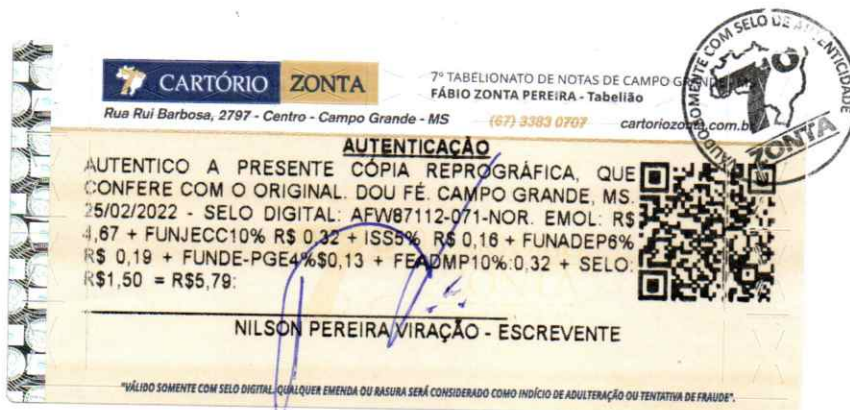 CARTÓRIO ZONTA
7º TABELIONATO DE NOTAS DE CAMPO GRANDE
FÁBIO ZONTA PEREIRA - Tabelião
Rua Rui Barbosa, 2797 - Centro - Campo Grande - MS (67) 3383 0707 cartoriozonta.com.br
VÁLIDO SOMENTE COM SELO DE AUTENTICIDADE
7º
ZONTA
AUTENTICAÇÃO
AUTENTICO A PRESENTE CÓPIA REPROGRÁFICA, QUE
CONFERE COM O ORIGINAL. DOU FÉ. CAMPO GRANDE, MS.
25/02/2022 - SELO DIGITAL: AFW87112-071-NOR. EMOL: R$
4,67 + FUNJECC10% R$ 0,32 + ISS5% R$ 0,16 + FUNADEP6%
R$ 0,19 + FUNDE-PGE4%$0,13 + FEADMP10%:0,32 + SELO:
R$1,50 = R$5,79:
NILSON PEREIRA VIRAÇÃO - ESCREVENTE
"VÁLIDO SOMENTE COM SELO DIGITAL. QUALQUER EMENDA OU RASURA SERÁ CONSIDERADO COMO INDÍCIO DE ADULTERAÇÃO OU TENTATIVA DE FRAUDE".